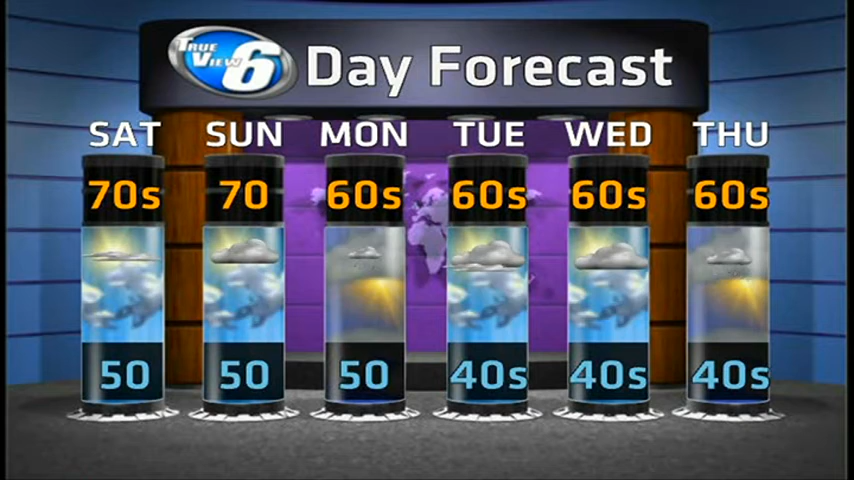 TRUE VIEW 6 Day Forecast
SAT SUN MON TUE WED THU
70s 70 60s 60s 60s 60s
50 50 50 40s 40s 40s